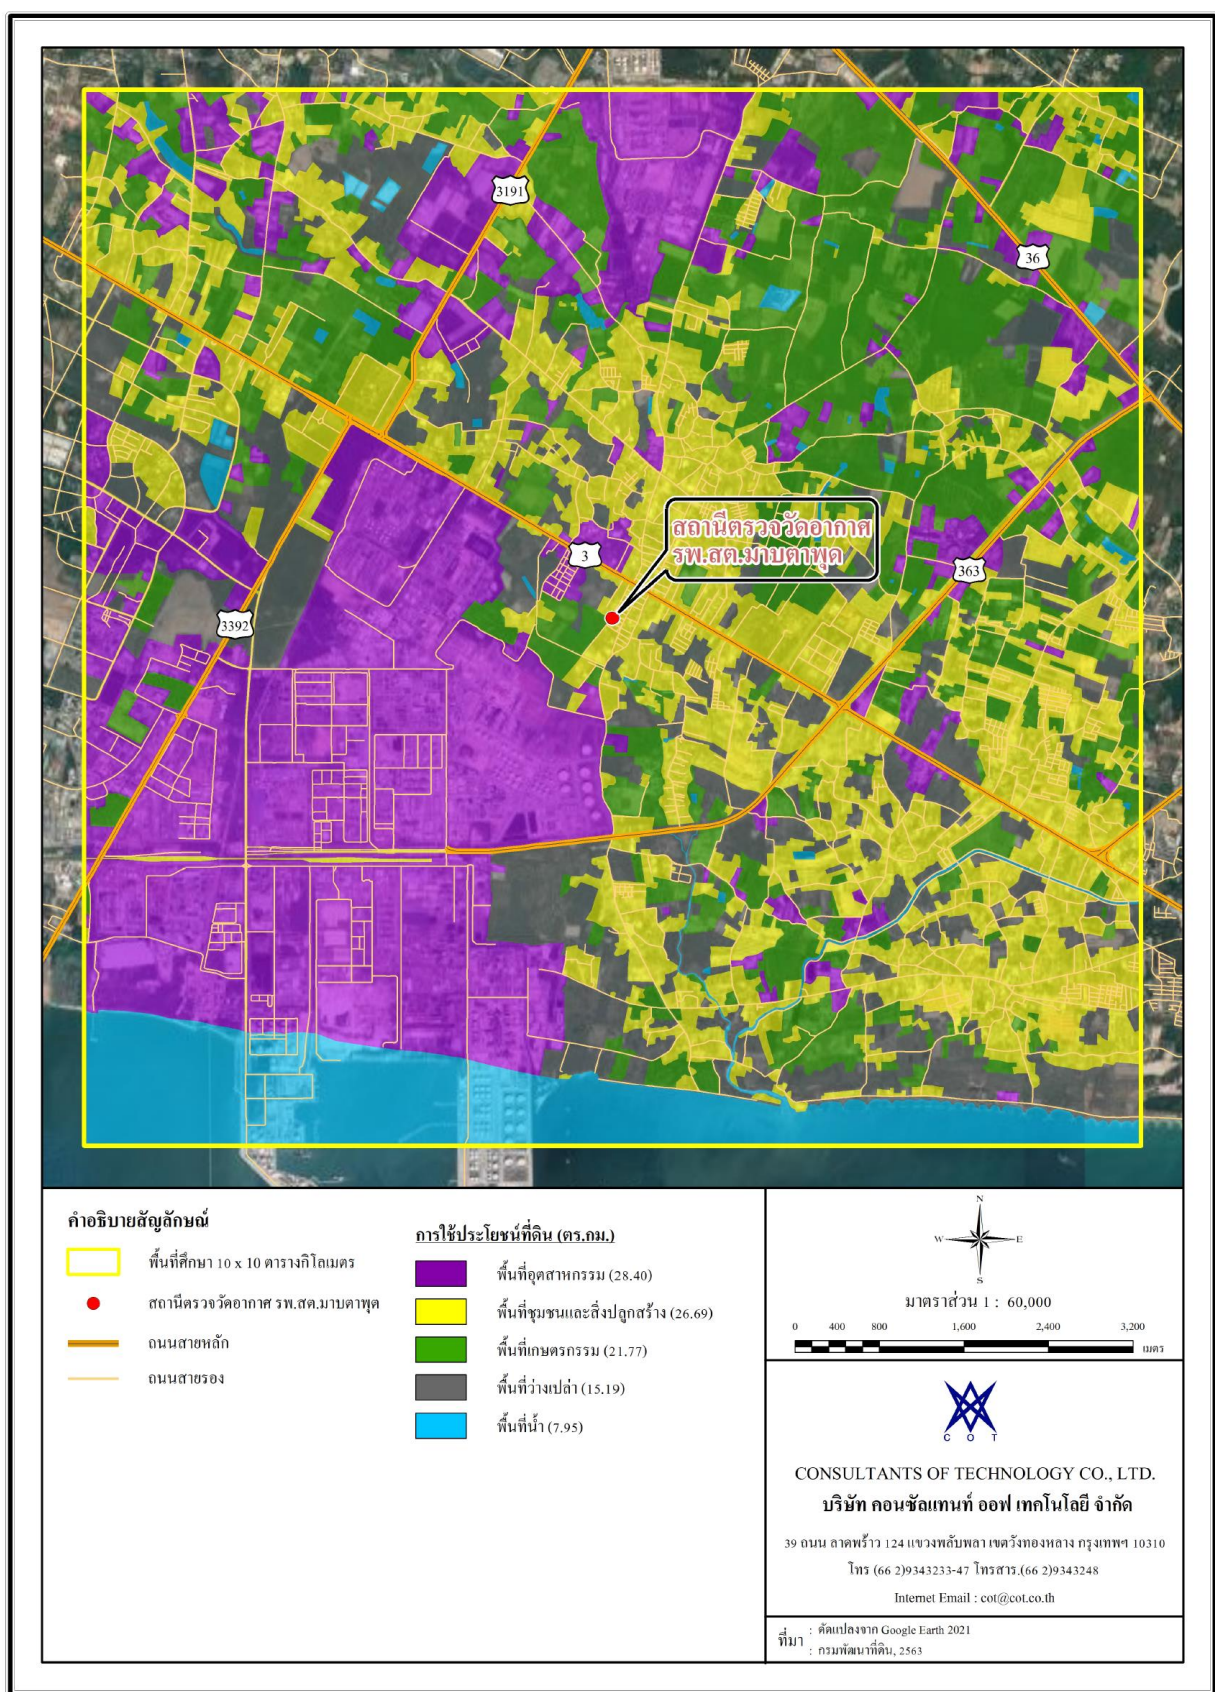 3191
36
สถานีตรวจวัดอากาศ
รพ.สต.มาบตาพุด
3
363
3392
คำอธิบายสัญลักษณ์
พื้นที่ศึกษา 10 x 10 ตารางกิโลเมตร
สถานีตรวจวัดอากาศ รพ.สต.มาบตาพุด
ถนนสายหลัก
ถนนสายรอง
การใช้ประโยชน์ที่ดิน (ตร.กม.)
พื้นที่อุตสาหกรรม (28.40)
พื้นที่ชุมชนและสิ่งปลูกสร้าง (26.69)
พื้นที่เกษตรกรรม (21.77)
พื้นที่ว่างเปล่า (15.19)
พื้นที่น้ำ (7.95)
N
W E
S
มาตราส่วน 1 : 60,000
0 400 800 1,600 2,400 3,200
เมตร
C O T
CONSULTANTS OF TECHNOLOGY CO., LTD.
บริษัท คอนซัลแทนท์ ออฟ เทคโนโลยี จำกัด
39 ถนน ลาดพร้าว 124 แขวงพลับพลา เขตวังทองหลาง กรุงเทพฯ 10310
โทร (66 2)9343233-47 โทรสาร.(66 2)9343248
Internet Email : cot@cot.co.th
ที่มา : ดัดแปลงจาก Google Earth 2021
: กรมพัฒนาที่ดิน, 2563